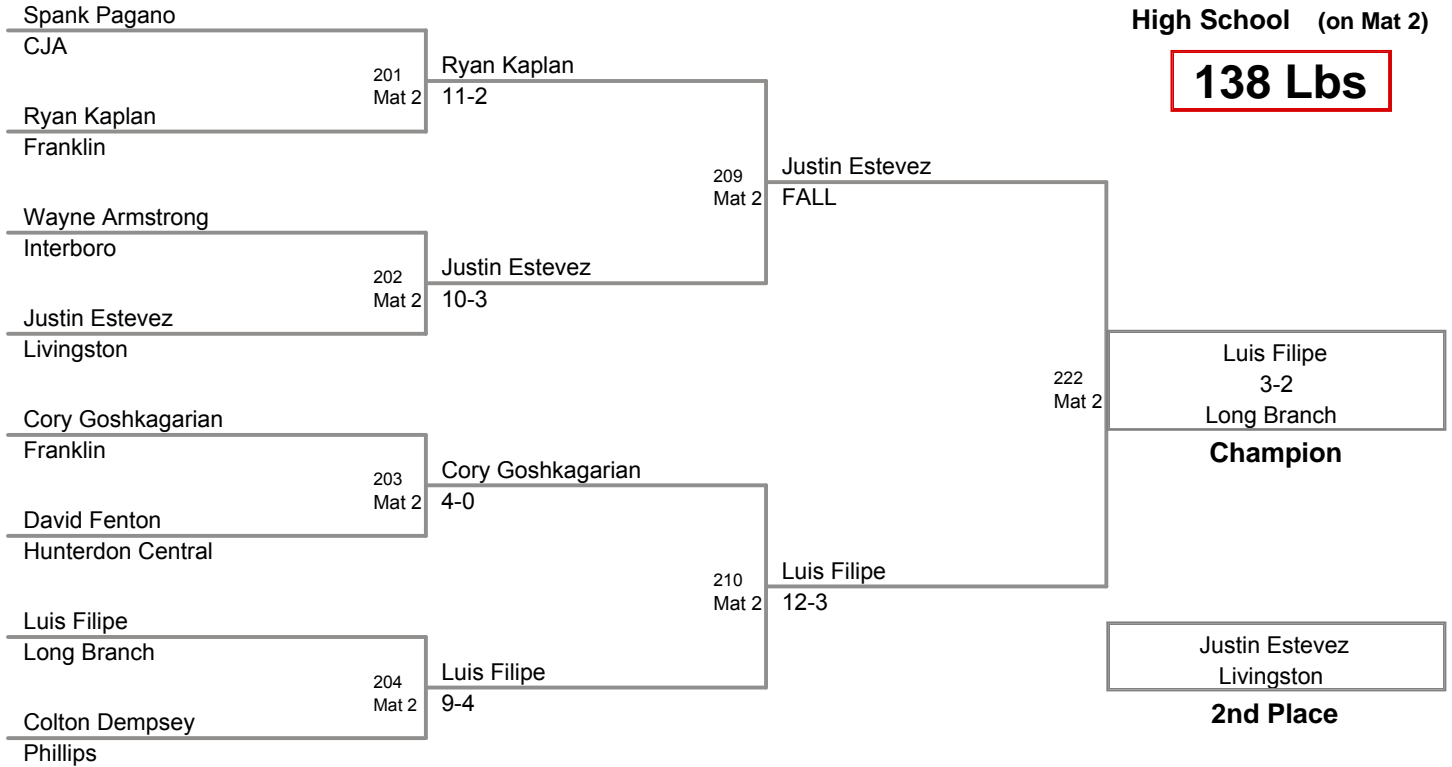 Spank Pagano
CJA
201
Mat 2
Ryan Kaplan
11-2
Ryan Kaplan
Franklin
Wayne Armstrong
Interboro
202
Mat 2
Justin Estevez
10-3
Justin Estevez
Livingston
209
Mat 2
Justin Estevez
FALL
Cory Goshkagarian
Franklin
203
Mat 2
Cory Goshkagarian
4-0
David Fenton
Hunterdon Central
Luis Filipe
Long Branch
204
Mat 2
Luis Filipe
9-4
Colton Dempsey
Phillips
210
Mat 2
Luis Filipe
12-3
222
Mat 2
High School (on Mat 2)
138 Lbs
Luis Filipe
3-2
Long Branch
Champion
Justin Estevez
Livingston
2nd Place